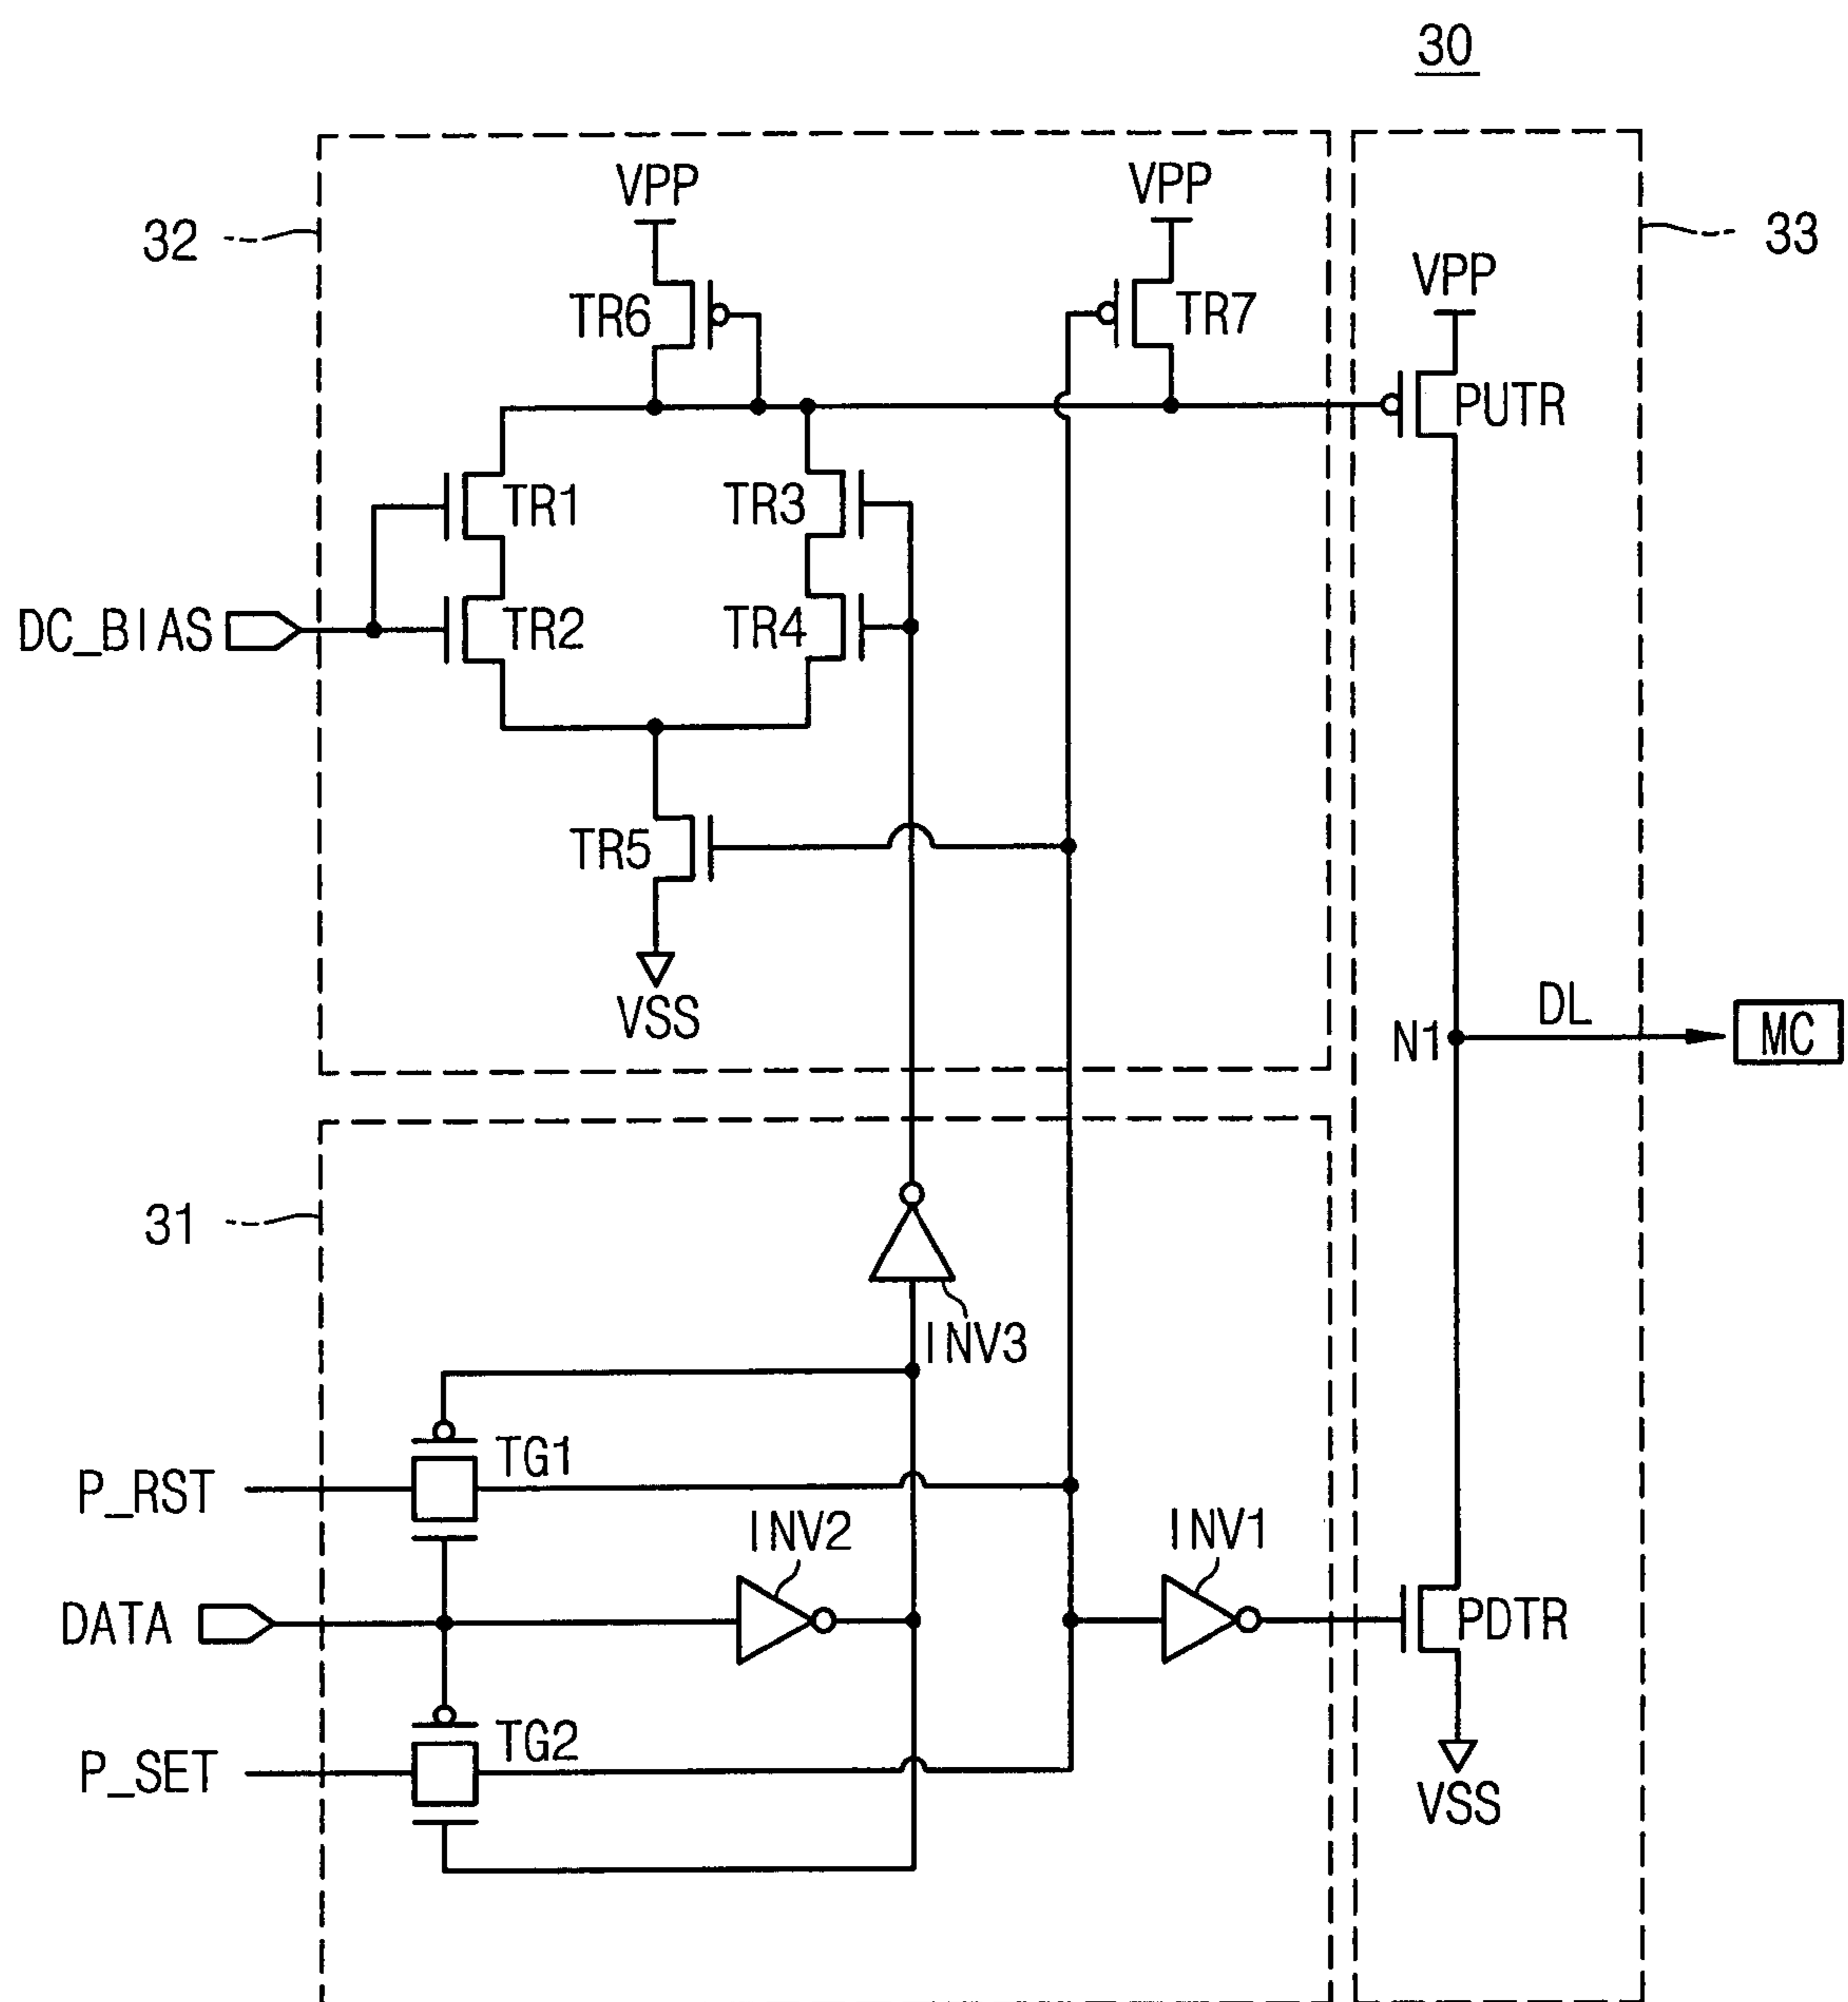 30
VPP
VPP
32
33
VPP
TR6
TR7
PUTR
TR1
TR3
DC_BIAS
TR2
TR4
TR5
VSS
DL
N1
MC
31
INV3
TG1
P_RST
INV2
INV1
DATA
PDTR
TG2
P_SET
VSS